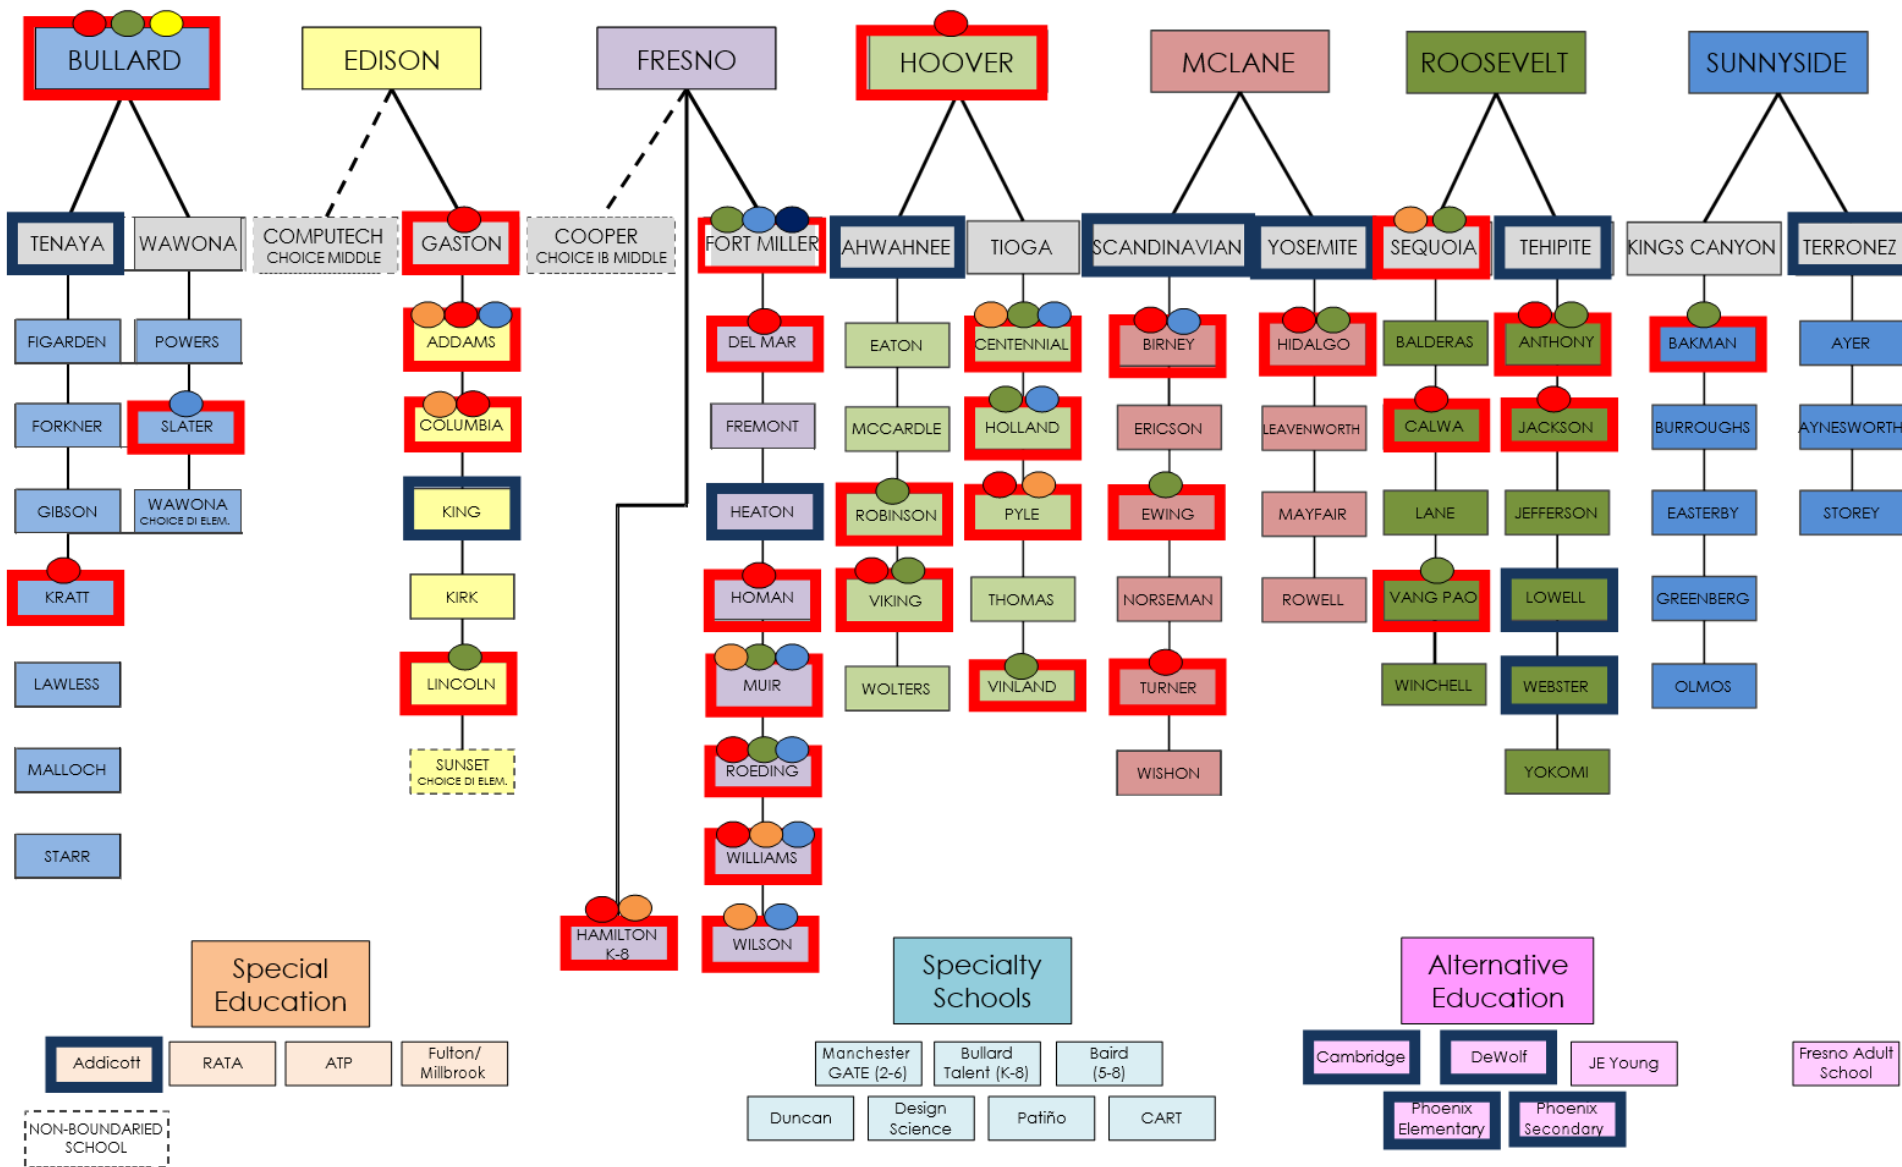 BULLARD
EDISON
FRESNO
HOOVER
MCLANE
ROOSEVELT
SUNNYSIDE
TENAYA
WAWONA
COMPUTECH
CHOICE MIDDLE
GASTON
COOPER
CHOICE IB MIDDLE
FORT MILLER
AHWAHNEE
TIOGA
SCANDINAVIAN
YOSEMITE
SEQUOIA
TEHIPITE
KINGS CANYON
TERRONEZ
FIGARDEN
POWERS
ADDAMS
DEL MAR
EATON
CENTENNIAL
BIRNEY
HIDALGO
BALDERAS
ANTHONY
BAKMAN
AYER
FORKNER
SLATER
COLUMBIA
FREMONT
MCCARDLE
HOLLAND
ERICSON
LEAVENWORTH
CALWA
JACKSON
BURROUGHS
AYNESWORTH
GIBSON
WAWONA
CHOICE DI ELEM.
KING
HEATON
ROBINSON
PYLE
EWING
MAYFAIR
LANE
JEFFERSON
EASTERBY
STOREY
KRATT
KIRK
HOMAN
VIKING
THOMAS
NORSEMAN
ROWELL
VANG PAO
LOWELL
GREENBERG
LAWLESS
LINCOLN
MUIR
WOLTERS
VINLAND
TURNER
WINCHELL
WEBSTER
OLMOS
MALLOCH
SUNSET
CHOICE DI ELEM.
ROEDING
WISHON
YOKOMI
STARR
WILLIAMS
HAMILTON
K-8
WILSON
Special
Education
Specialty
Schools
Alternative
Education
Addicott
RATA
ATP
Fulton/
Millbrook
Manchester
GATE (2-6)
Bullard
Talent (K-8)
Baird
(5-8)
Cambridge
DeWolf
JE Young
Fresno Adult
School
NON-BOUNDARIED
SCHOOL
Duncan
Design
Science
Patiño
CART
Phoenix
Elementary
Phoenix
Secondary